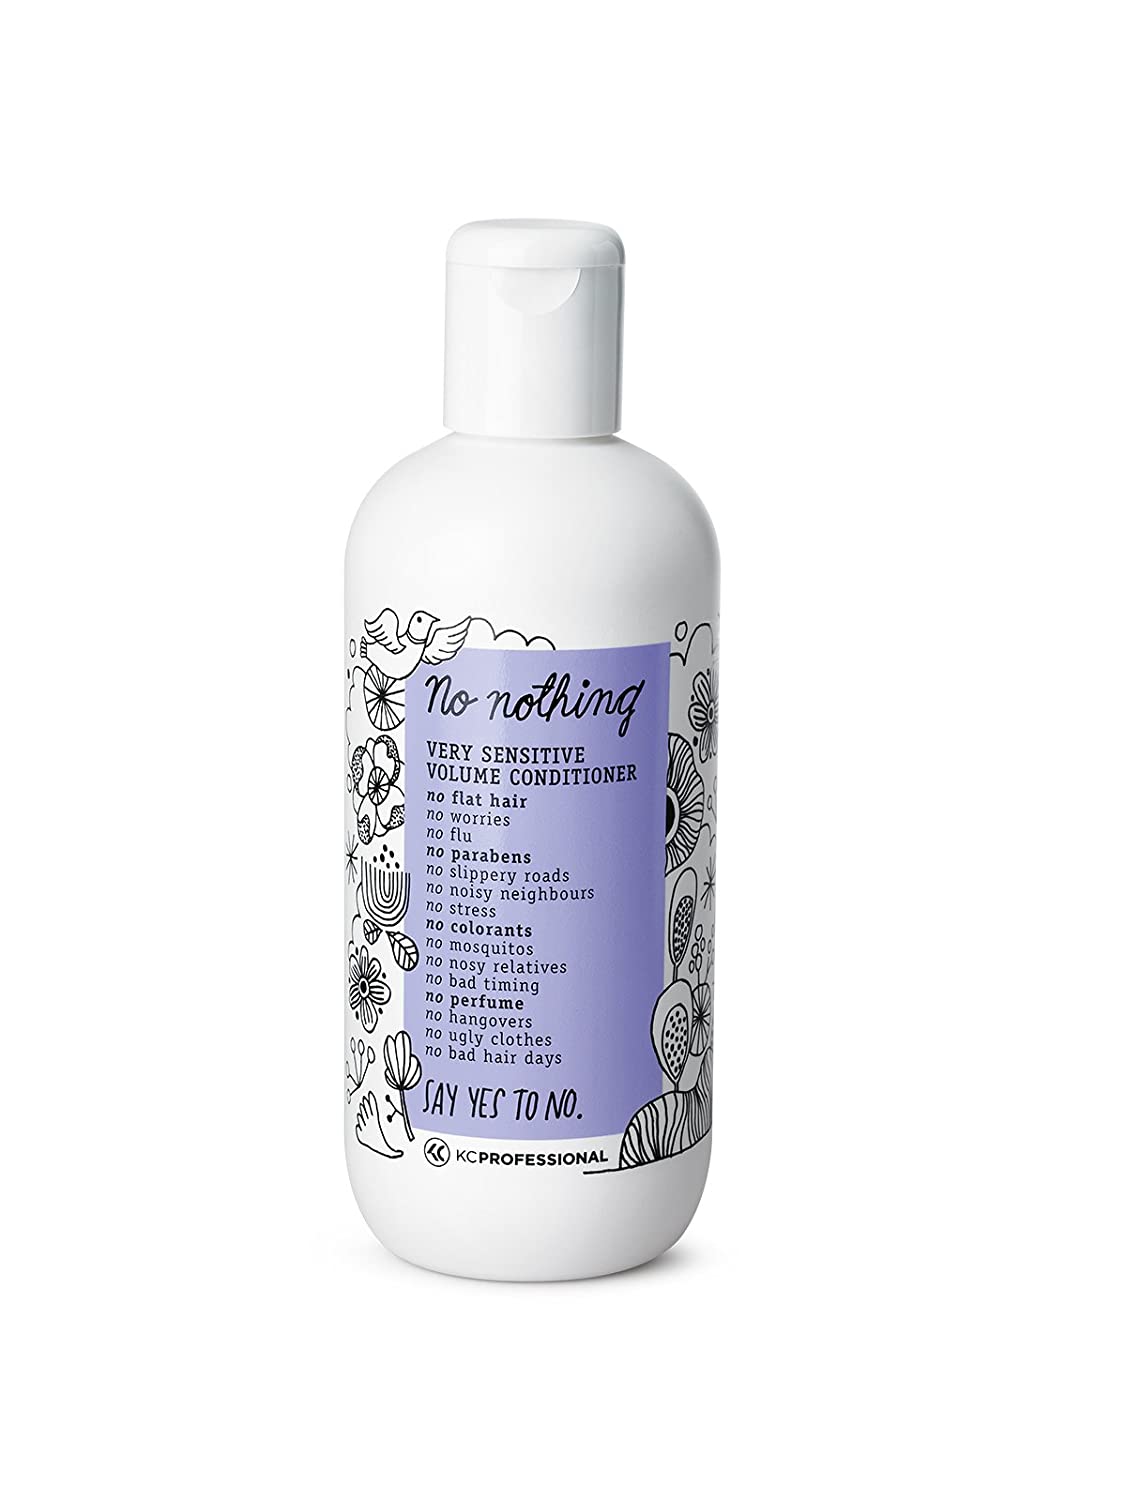 No nothing
VERY SENSITIVE
VOLUME CONDITIONER
no flat hair
no worries
no flu
no parabens
no slippery roads
no noisy neighbours
no stress
no colorants
no mosquitos
no nosy relatives
no bad timing
no perfume
no hangovers
no ugly clothes
no bad hair days
SAY YES TO NO.
KCPROFESSIONAL